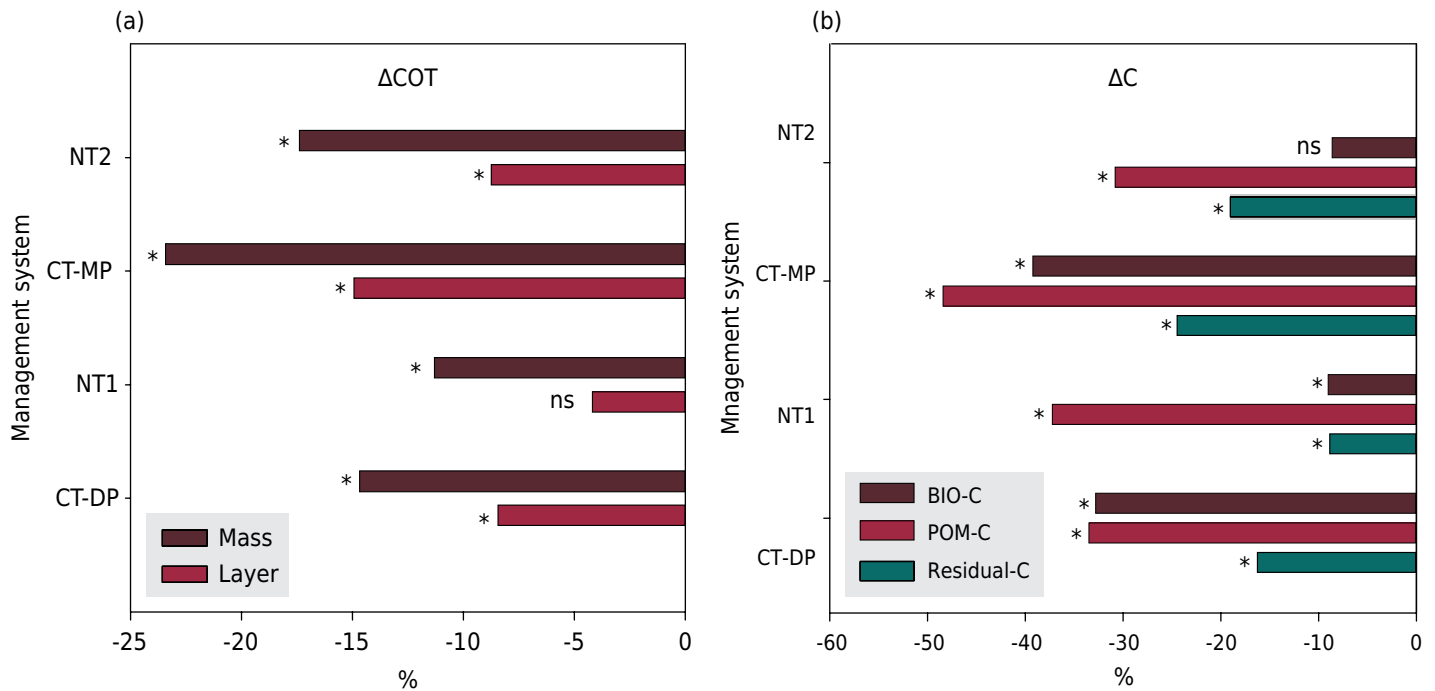 (a)
ΔCOT
Management system
NT2
CT-MP
NT1
CT-DP
*
*
*
*
*
ns
*
*
Mass
Layer
-25 -20 -15 -10 -5 0
%
(b)
ΔC
Mnagement system
NT2
CT-MP
NT1
CT-DP
ns
*
*
*
*
*
*
*
*
*
*
*
BIO-C
POM-C
Residual-C
-60 -50 -40 -30 -20 -10 0
%